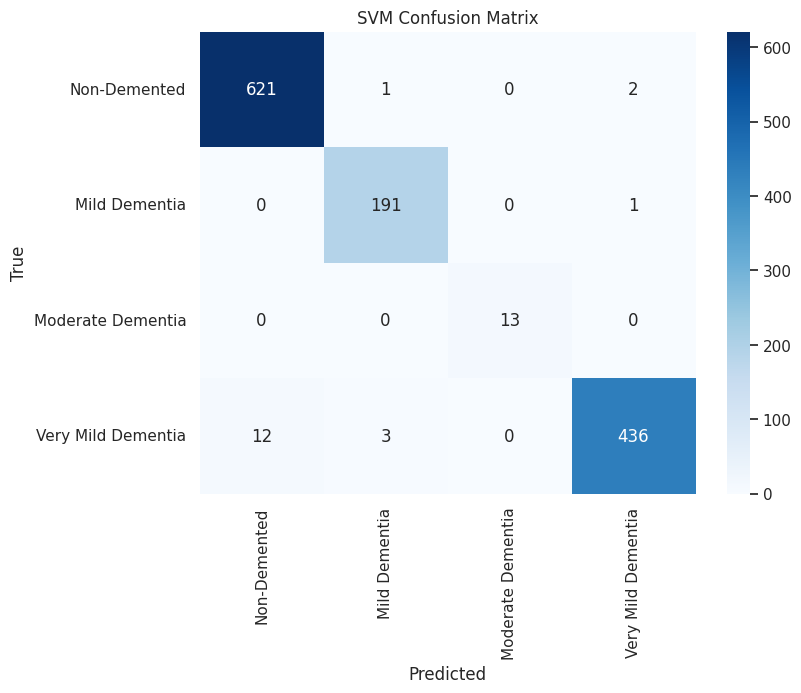 SVM Confusion Matrix
True
Non-Demented 621 1 0 2
Mild Dementia 0 191 0 1
Moderate Dementia 0 0 13 0
Very Mild Dementia 12 3 0 436
Non-Demented
Mild Dementia
Moderate Dementia
Very Mild Dementia
Predicted
600
500
400
300
200
100
0